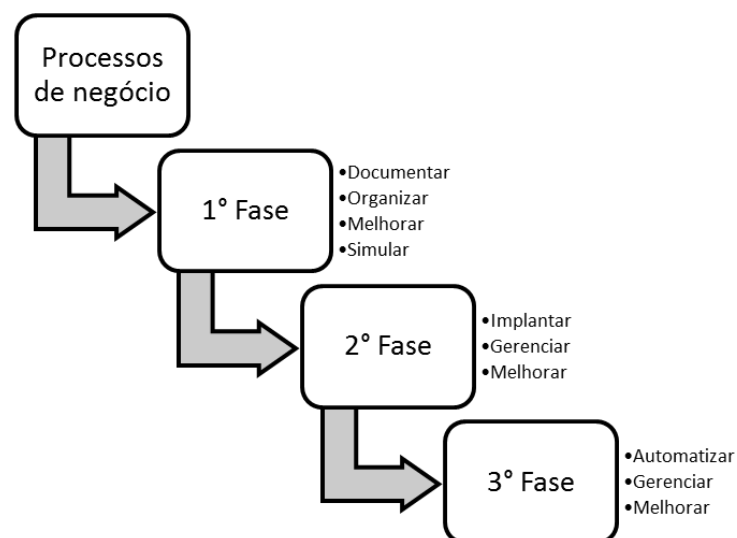 Processos
de negócio
1° Fase
•Documentar
•Organizar
•Melhorar
•Simular
2° Fase
•Implantar
•Gerenciar
•Melhorar
3° Fase
•Automatizar
•Gerenciar
•Melhorar